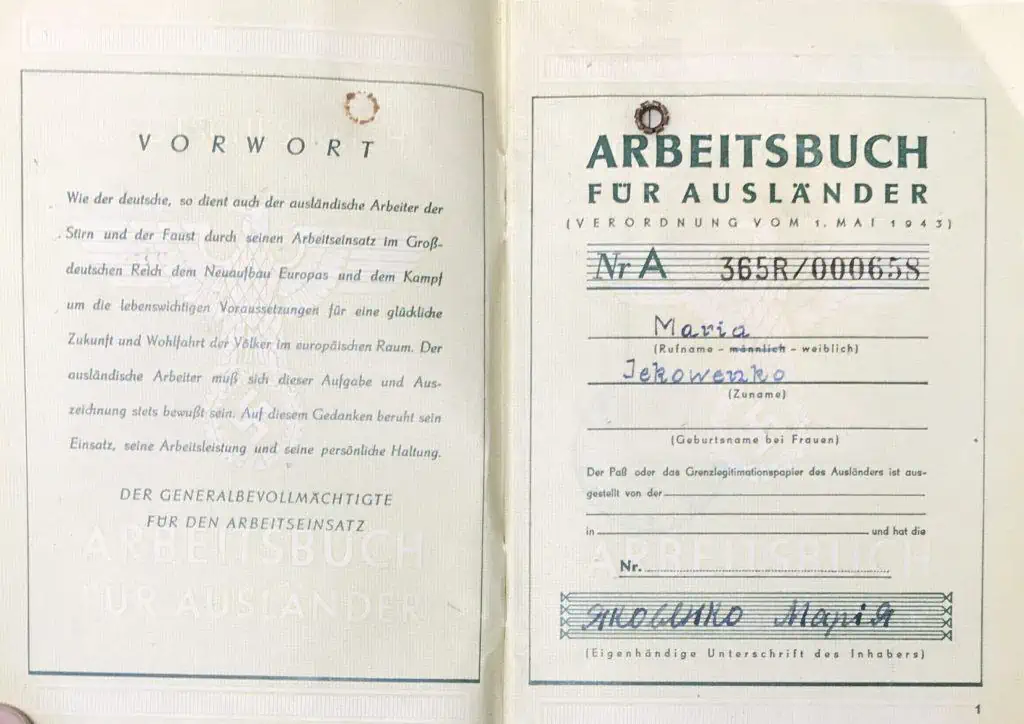 VORWORT
Wie der deutsche, so dient auch der ausländische Arbeiter der
Stirn und der Faust durch seinen Arbeitseinsatz im Groß-
deutschen Reich dem Neuaufbau Europas und dem Kampf
um die lebenswichtigen Voraussetzungen für eine glückliche
Zukunft und Wohlfahrt der Völker im europäischen Raum. Der
ausländische Arbeiter muß sich dieser Aufgabe und Aus-
zeichnung stets bewußt sein. Auf diesem Gedanken beruht sein
Einsatz, seine Arbeitsleistung und seine persönliche Haltung.
DER GENERALBEVOLLMÄCHTIGTE
FÜR DEN ARBEITSEINSATZ
ARBEITSBUCH
FÜR AUSLÄNDER
ARBEITSBUCH
FÜR AUSLÄNDER
(VERORDNUNG VOM 1. MAI 1943)
Nr A 365R/000658
Maria
(Rufname - männlich - weiblich)
Jekowenko
(Zuname)
(Geburtsname bei Frauen)
Der Paß oder das Grenzlegitimationspapier des Ausländers ist aus-
gestellt von der
in und hat die
Nr.
ARBEITSBUCH
Яковенко Марія
(Eigenhändige Unterschrift des Inhabers)
1